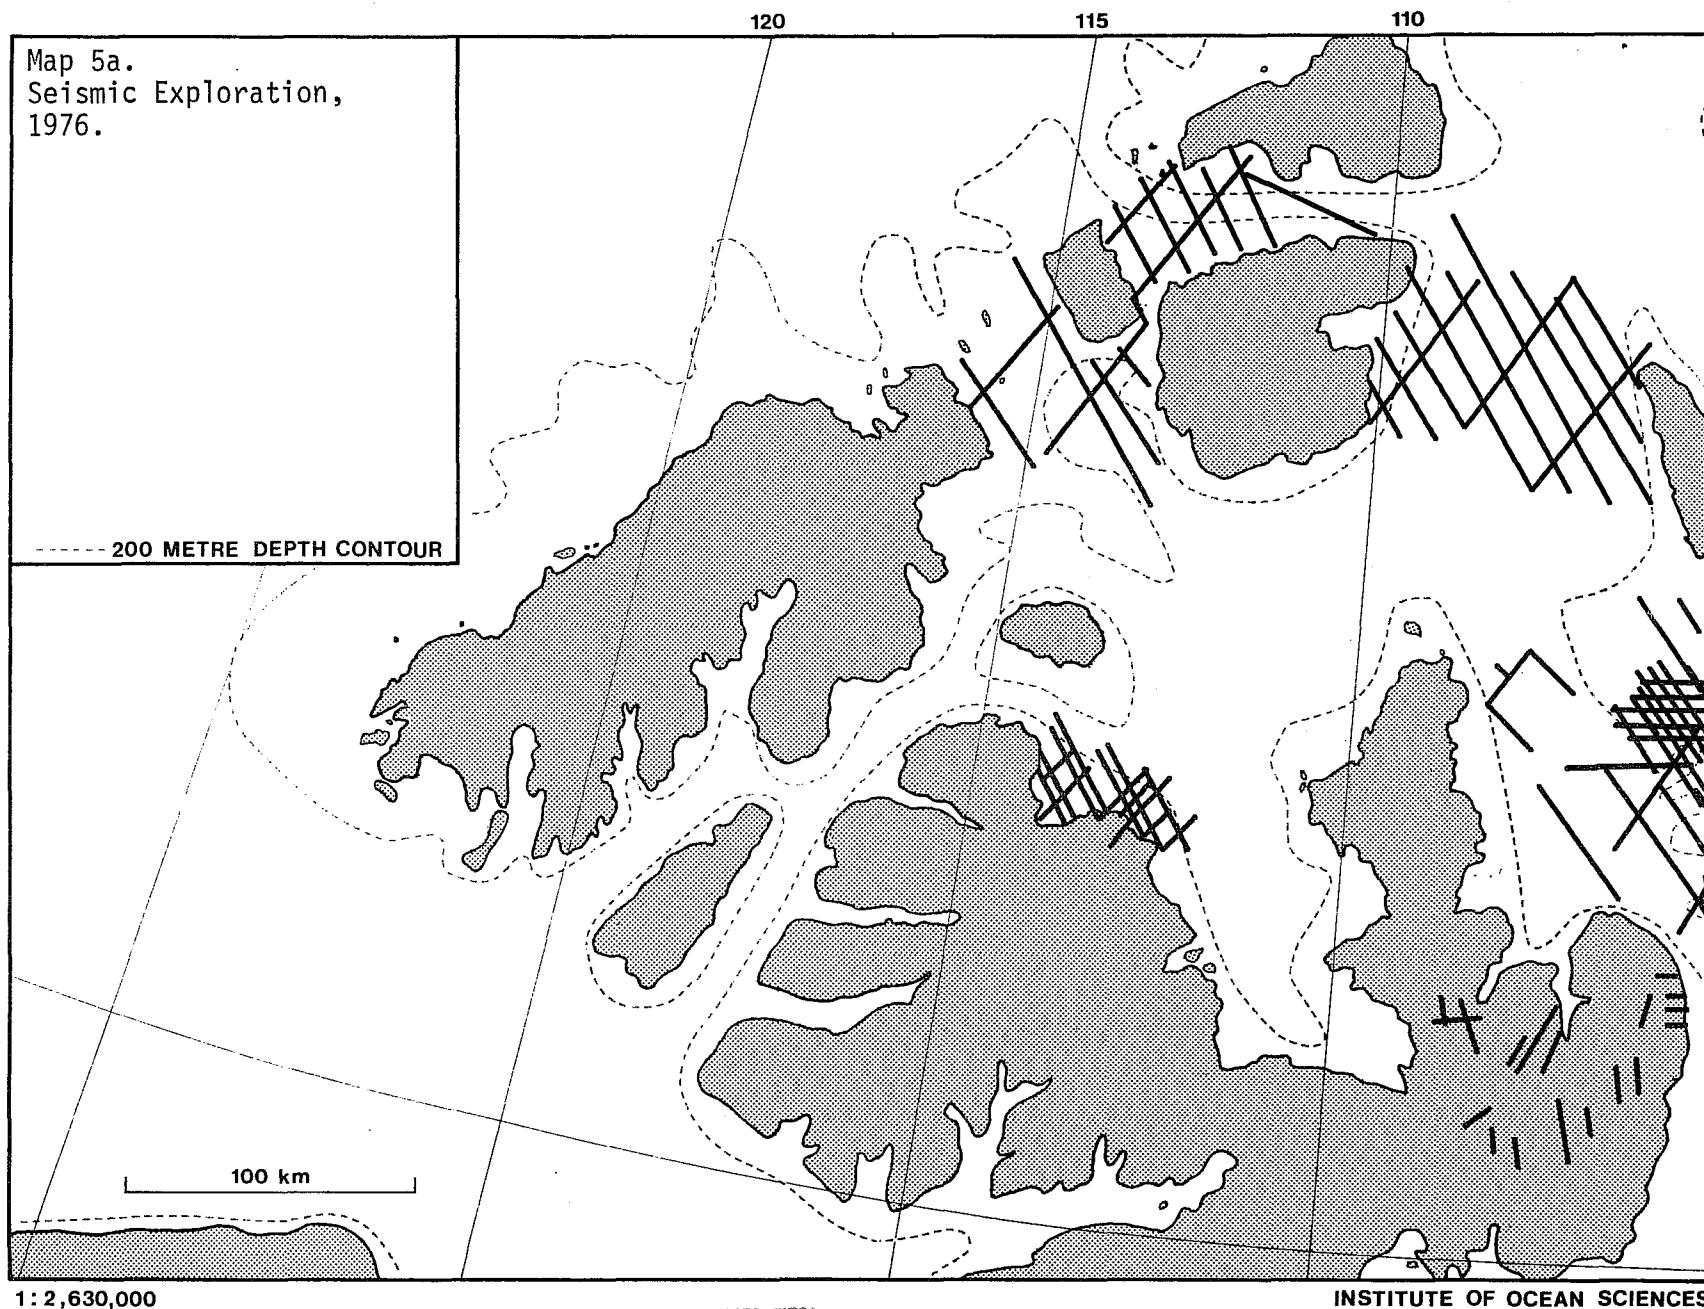 120 115 110
Map 5a.
Seismic Exploration,
1976.
200 METRE DEPTH CONTOUR
100 km
1:2,630,000
INSTITUTE OF OCEAN SCIENCES